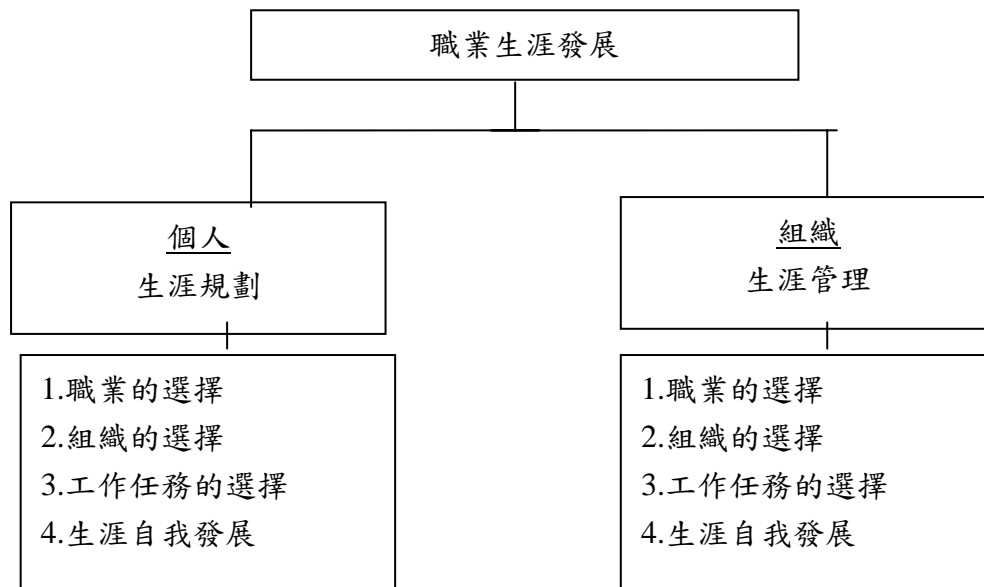 職業生涯發展
個人
生涯規劃
組織
生涯管理
1.職業的選擇
2.組織的選擇
3.工作任務的選擇
4.生涯自我發展
1.職業的選擇
2.組織的選擇
3.工作任務的選擇
4.生涯自我發展